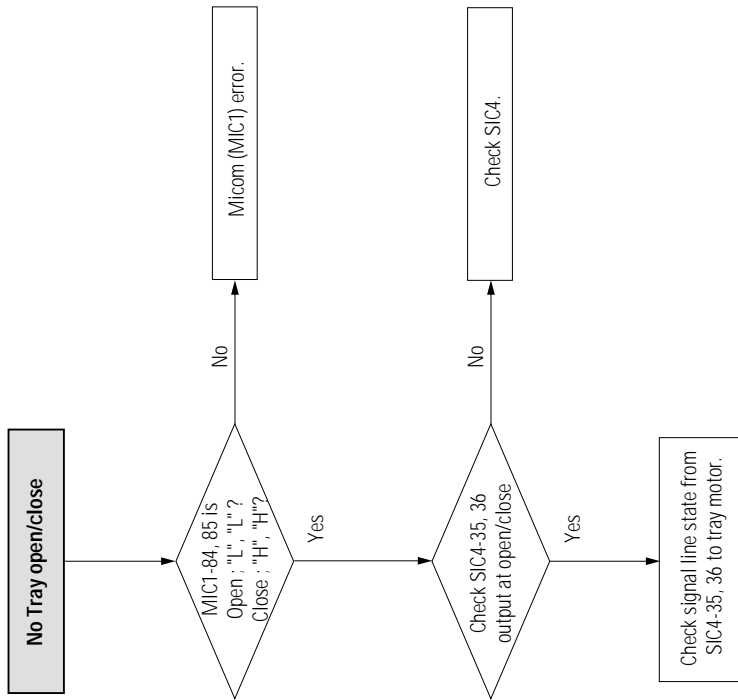 No Tray open/close
MIC1-84, 85 is
Open ; "L", "L" ?
Close ; "H", "H"?
No
Micom (MIC1) error.
Yes
Check SIC4-35, 36
output at open/close
No
Check SIC4.
Yes
Check signal line state from
SIC4-35, 36 to tray motor.